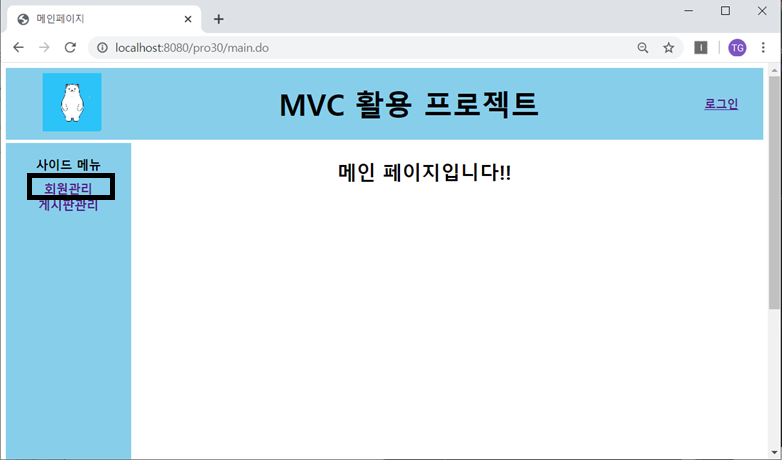 메인페이지
localhost:8080/pro30/main.do
TG
MVC 활용 프로젝트
로그인
사이드 메뉴
회원관리
게시판관리
메인 페이지입니다!!